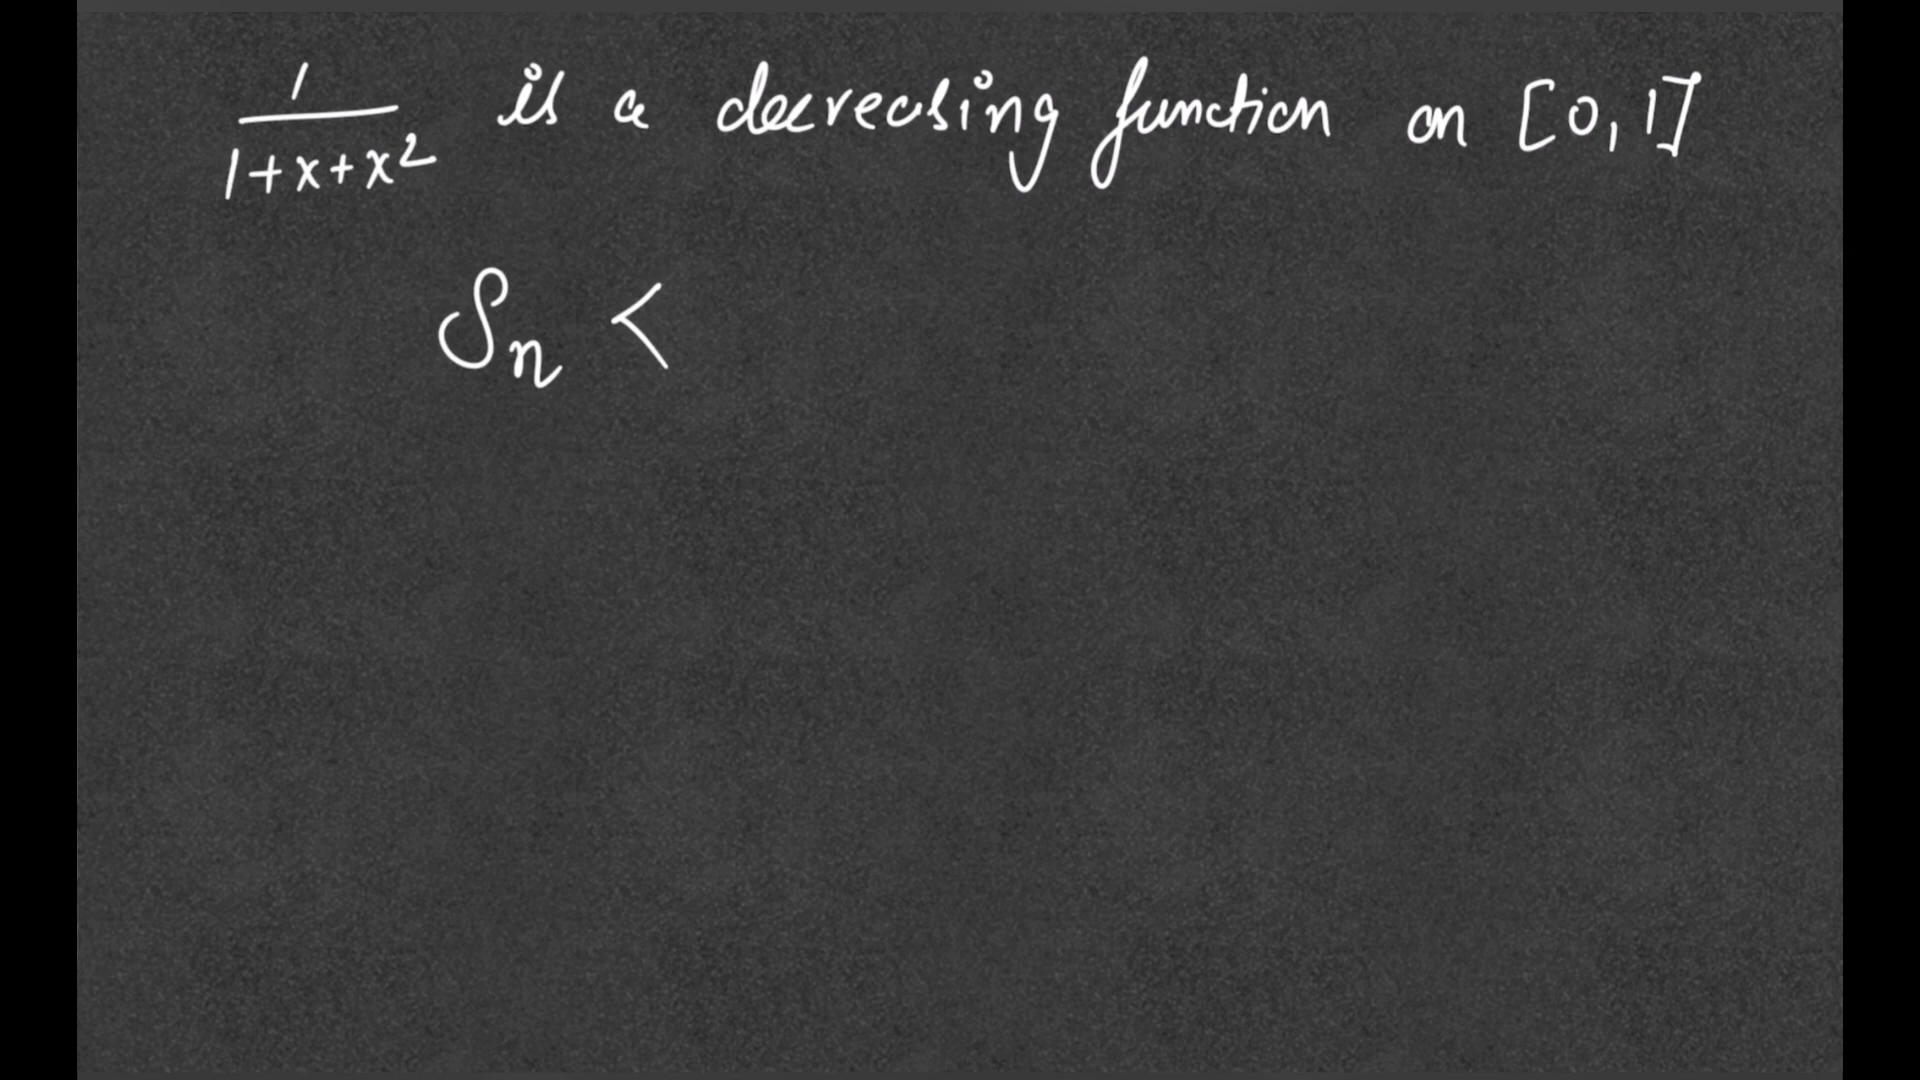 1/(1+x+x²) is a decreasing function on [0,1]
Sₙ <